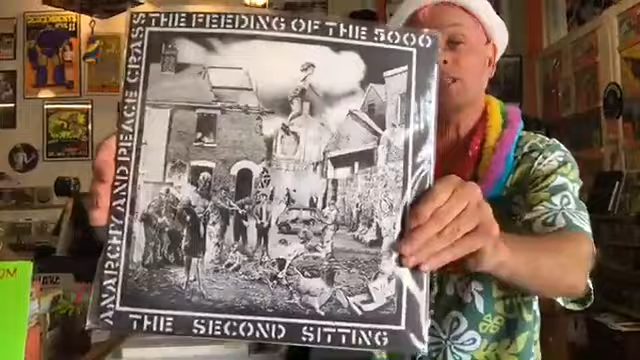 THE FEEDING OF THE 5000
ANARCHY AND PEACE CRASS
THE SECOND SITTING